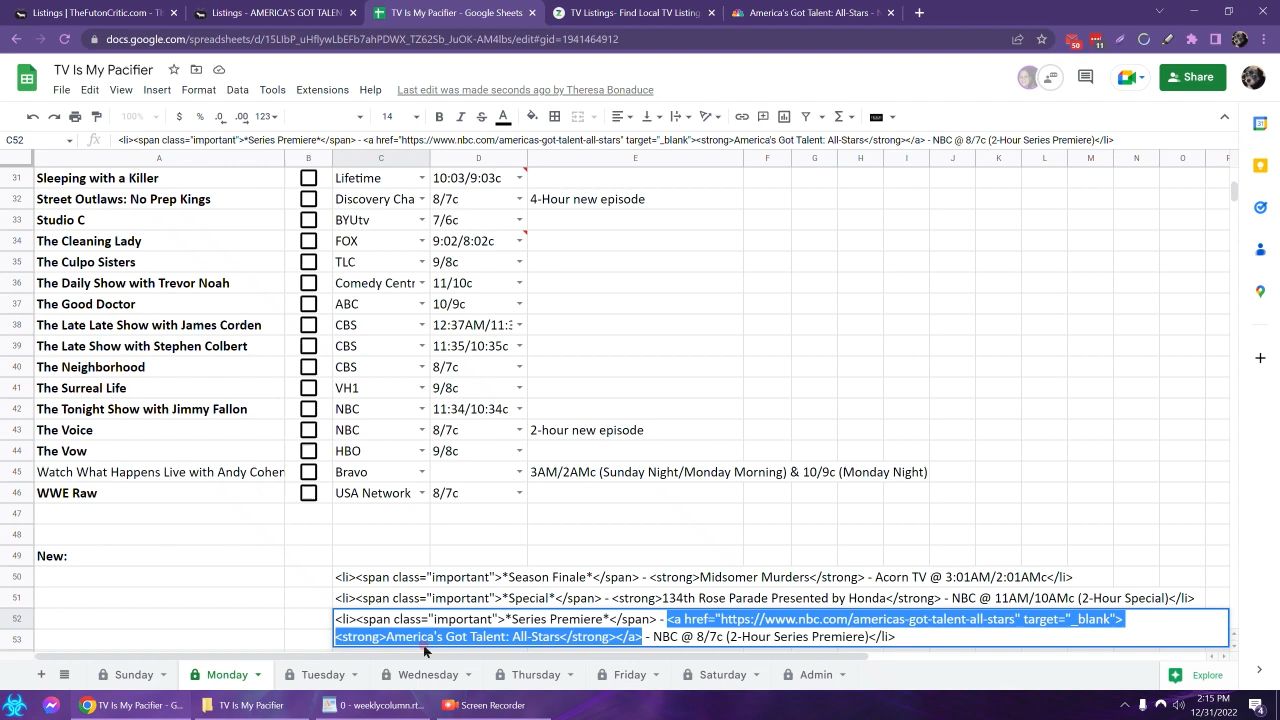 Listings | TheFutonCritic.com - T
Listings - AMERICA'S GOT TALEN
TV Is My Pacifier - Google Sheets
TV Listings- Find Local TV Listing
America's Got Talent: All-Stars - N
docs.google.com/spreadsheets/d/15LIbP_uHflywLbEFb7ahPDWX_TZ62Sb_JuOK-AM4lbs/edit#gid=1941464912
50
11
TV Is My Pacifier
File Edit View Insert Format Data Tools Extensions Help Last edit was made seconds ago by Theresa Bonaduce
Share
100% $ % .0 .00 123 14 B I S A
C52 fx <li><span class="important">*Series Premiere*</span> - <a href="https://www.nbc.com/americas-got-talent-all-stars" target="_blank"><strong>America's Got Talent: All-Stars</strong></a> - NBC @ 8/7c (2-Hour Series Premiere)</li>
A B C D E F G H I J K L M N O
31 Sleeping with a Killer Lifetime 10:03/9:03c
32 Street Outlaws: No Prep Kings Discovery Cha 8/7c 4-Hour new episode
33 Studio C BYUtv 7/6c
34 The Cleaning Lady FOX 9:02/8:02c
35 The Culpo Sisters TLC 9/8c
36 The Daily Show with Trevor Noah Comedy Centr 11/10c
37 The Good Doctor ABC 10/9c
38 The Late Late Show with James Corden CBS 12:37AM/11:3
39 The Late Show with Stephen Colbert CBS 11:35/10:35c
40 The Neighborhood CBS 8/7c
41 The Surreal Life VH1 9/8c
42 The Tonight Show with Jimmy Fallon NBC 11:34/10:34c
43 The Voice NBC 8/7c 2-hour new episode
44 The Vow HBO 9/8c
45 Watch What Happens Live with Andy Cohen Bravo 3AM/2AMc (Sunday Night/Monday Morning) & 10/9c (Monday Night)
46 WWE Raw USA Network 8/7c
47
48
49 New:
50 <li><span class="important">*Season Finale*</span> - <strong>Midsomer Murders</strong> - Acorn TV @ 3:01AM/2:01AMc</li>
51 <li><span class="important">*Special*</span> - <strong>134th Rose Parade Presented by Honda</strong> - NBC @ 11AM/10AMc (2-Hour Special)</li>
52 <li><span class="important">*Series Premiere*</span> - <a href="https://www.nbc.com/americas-got-talent-all-stars" target="_blank">
53 <strong>America's Got Talent: All-Stars</strong></a> - NBC @ 8/7c (2-Hour Series Premiere)</li>
Sunday Monday Tuesday Wednesday Thursday Friday Saturday Admin Explore
TV Is My Pacifier - G...
TV Is My Pacifier
0 - weeklycolumn.rt...
Screen Recorder
2:15 PM
12/31/2022
4